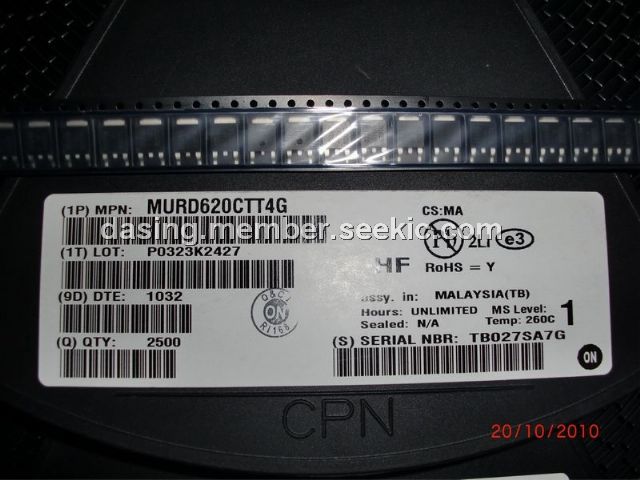 (1P) MPN: MURD620CTT4G
CS:MA
dasing.member.seekic.com
(1T) LOT: P0323K2427
2LI e3
HF RoHS = Y
(9D) DTE: 1032
ON
assy. in: MALAYSIA(TB)
Hours: UNLIMITED MS Level: 1
Sealed: N/A Temp: 260C
(Q) QTY: 2500
(S) SERIAL NBR: TB027SA7G
ON
CPN
20/10/2010